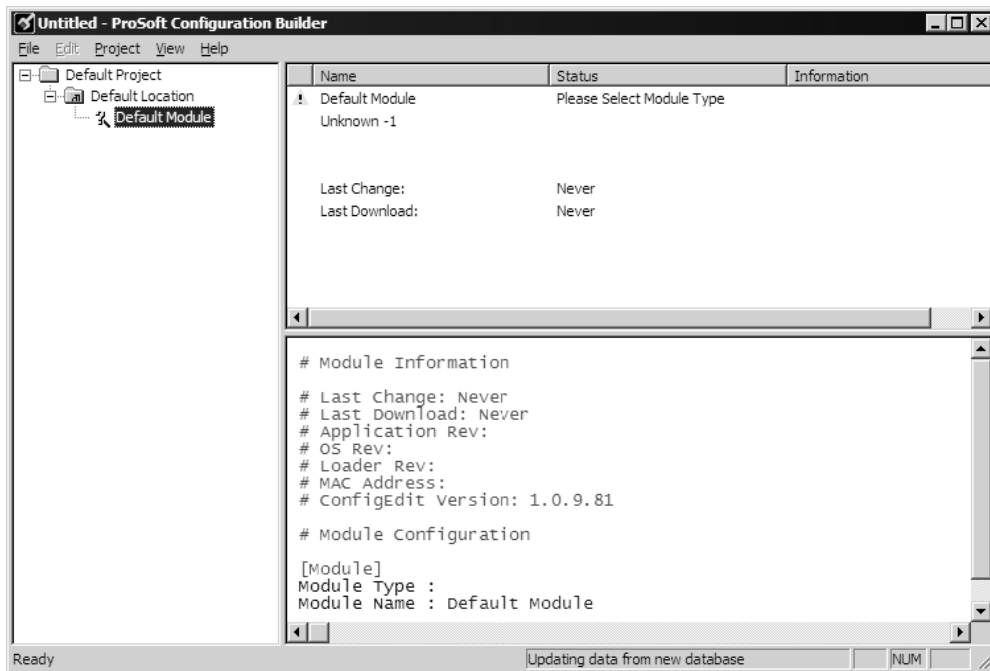 Untitled - ProSoft Configuration Builder
File Edit Project View Help
Default Project
Default Location
Default Module
Name Status Information
Default Module Please Select Module Type
Unknown -1
Last Change: Never
Last Download: Never
# Module Information
# Last Change: Never
# Last Download: Never
# Application Rev:
# OS Rev:
# Loader Rev:
# MAC Address:
# ConfigEdit Version: 1.0.9.81
# Module Configuration
[Module]
Module Type :
Module Name : Default Module
Ready Updating data from new database NUM